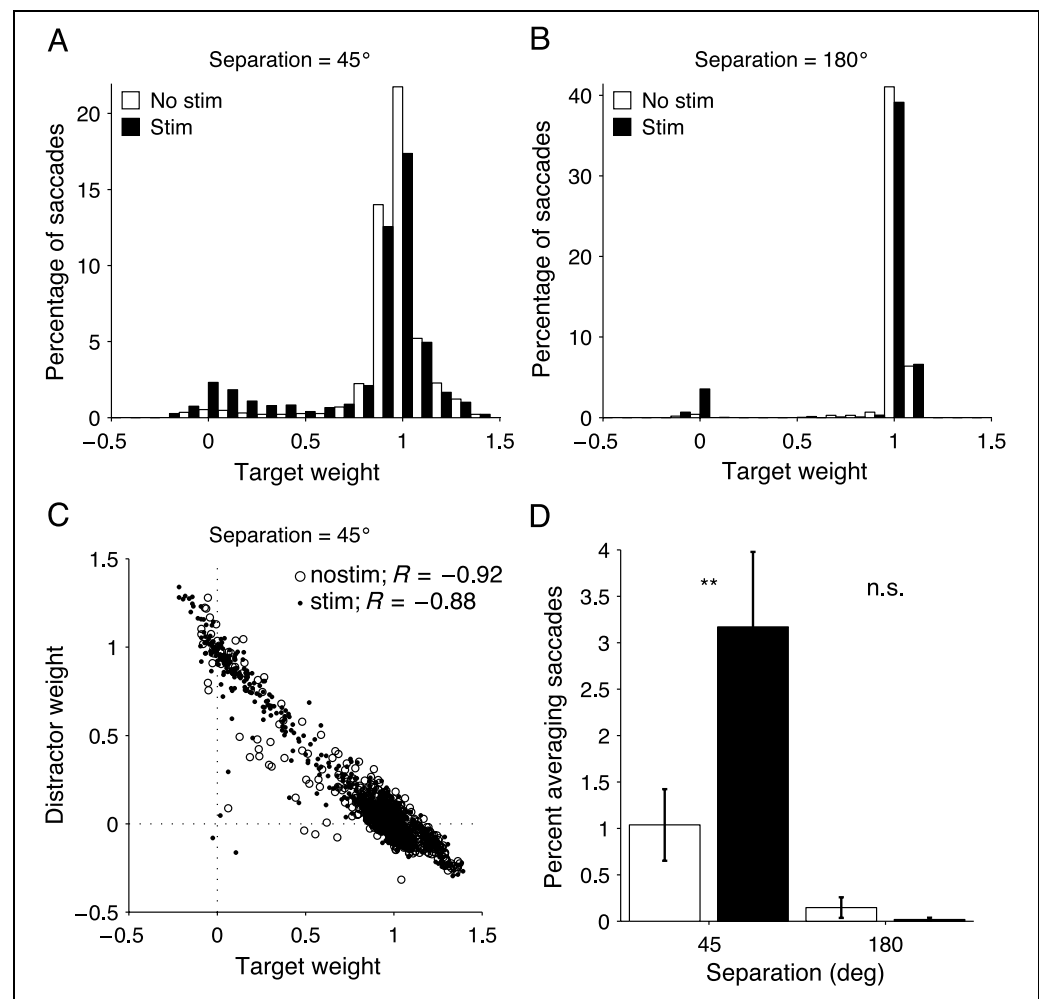 A
Separation = 45°
No stim
Stim
Percentage of saccades
20
15
10
5
0
−0.5
0
0.5
1
1.5
Target weight
B
Separation = 180°
No stim
Stim
Percentage of saccades
40
30
20
10
0
−0.5
0
0.5
1
1.5
Target weight
C
Separation = 45°
nostim; R = −0.92
stim; R = −0.88
Distractor weight
1.5
1
0.5
0
−0.5
−0.5
0
0.5
1
1.5
Target weight
D
**
n.s.
Percent averaging saccades
4
3.5
3
2.5
2
1.5
1
0.5
0
45
180
Separation (deg)